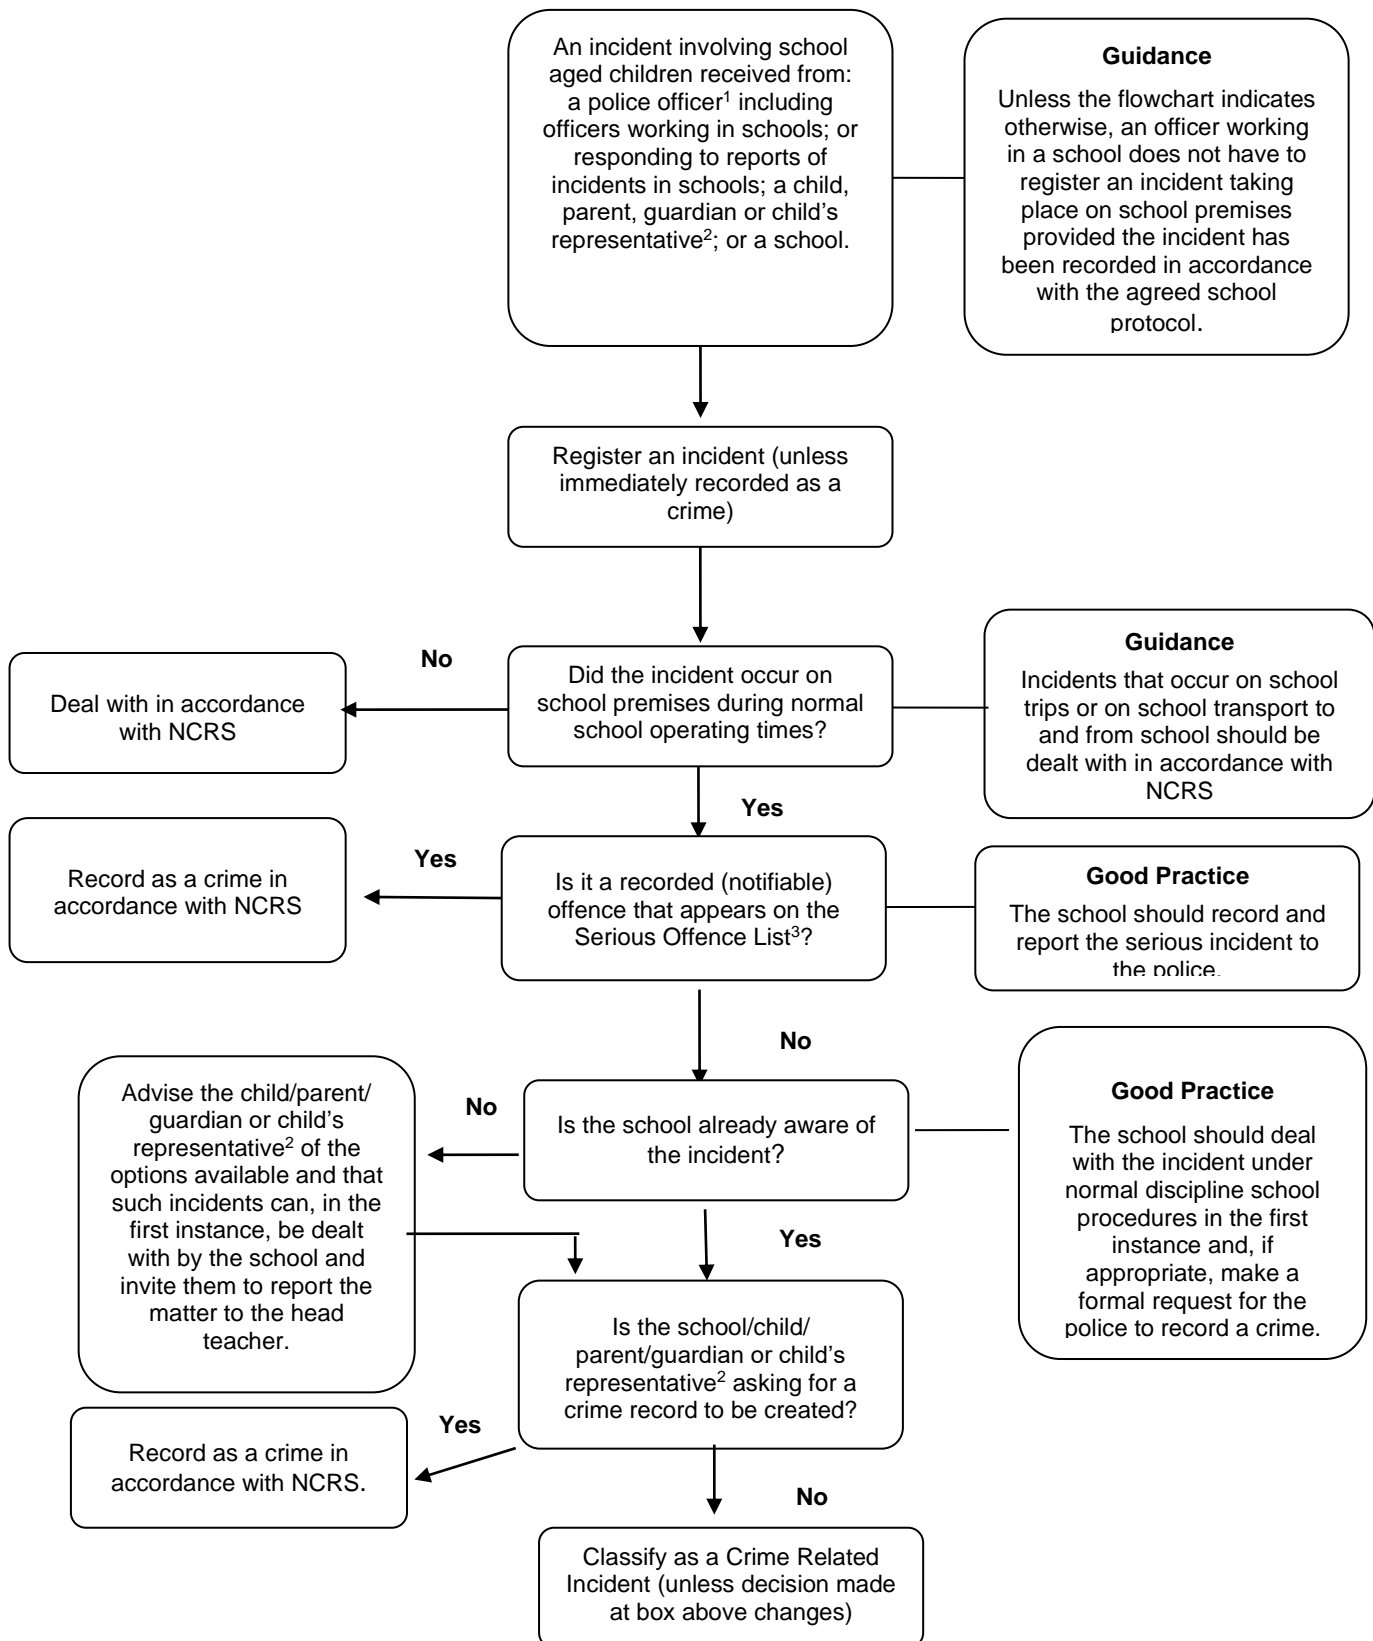 An incident involving school
aged children received from:
a police officer¹ including
officers working in schools; or
responding to reports of
incidents in schools; a child,
parent, guardian or child's
representative²; or a school.
Guidance
Unless the flowchart indicates
otherwise, an officer working
in a school does not have to
register an incident taking
place on school premises
provided the incident has
been recorded in accordance
with the agreed school
protocol.
Register an incident (unless
immediately recorded as a
crime)
No
Deal with in accordance
with NCRS
Did the incident occur on
school premises during normal
school operating times?
Guidance
Incidents that occur on school
trips or on school transport to
and from school should be
dealt with in accordance with
NCRS
Yes
Yes
Record as a crime in
accordance with NCRS
Is it a recorded (notifiable)
offence that appears on the
Serious Offence List³?
Good Practice
The school should record and
report the serious incident to
the police.
No
No
Advise the child/parent/
guardian or child's
representative² of the
options available and that
such incidents can, in the
first instance, be dealt
with by the school and
invite them to report the
matter to the head
teacher.
Is the school already aware of
the incident?
Good Practice
The school should deal
with the incident under
normal discipline school
procedures in the first
instance and, if
appropriate, make a
formal request for the
police to record a crime.
Yes
Is the school/child/
parent/guardian or child's
representative² asking for a
crime record to be created?
Yes
Record as a crime in
accordance with NCRS.
No
Classify as a Crime Related
Incident (unless decision made
at box above changes)